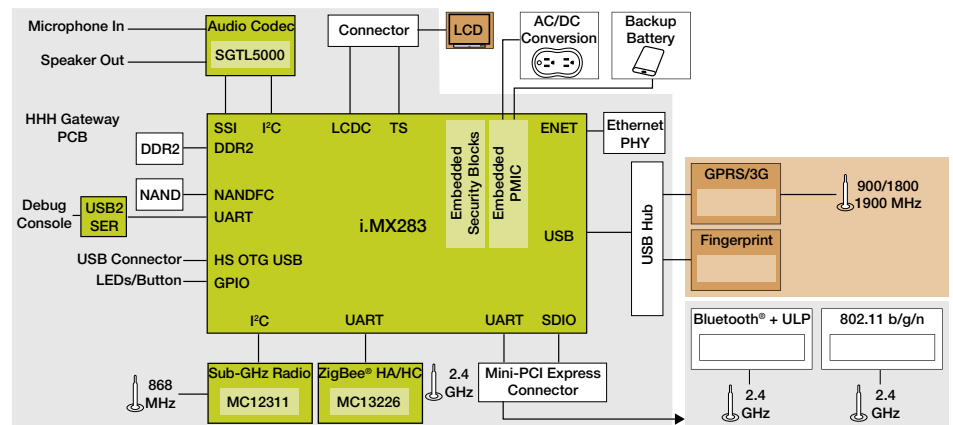 Microphone In
Speaker Out
Audio Codec
SGTL5000
Connector
LCD
AC/DC
Conversion
Backup
Battery
HHH Gateway
PCB
DDR2
NAND
Debug
Console
USB2
SER
USB Connector
LEDs/Button
SSI
I²C
LCDC
TS
ENET
DDR2
NANDFC
UART
HS OTG USB
GPIO
i.MX283
Embedded
Security Blocks
Embedded
PMIC
USB
I²C
UART
UART
SDIO
Ethernet
PHY
USB Hub
GPRS/3G
900/1800
1900 MHz
Fingerprint
868
MHz
Sub-GHz Radio
MC12311
ZigBee® HA/HC
MC13226
2.4
GHz
Mini-PCI Express
Connector
Bluetooth® + ULP
802.11 b/g/n
2.4
GHz
2.4
GHz